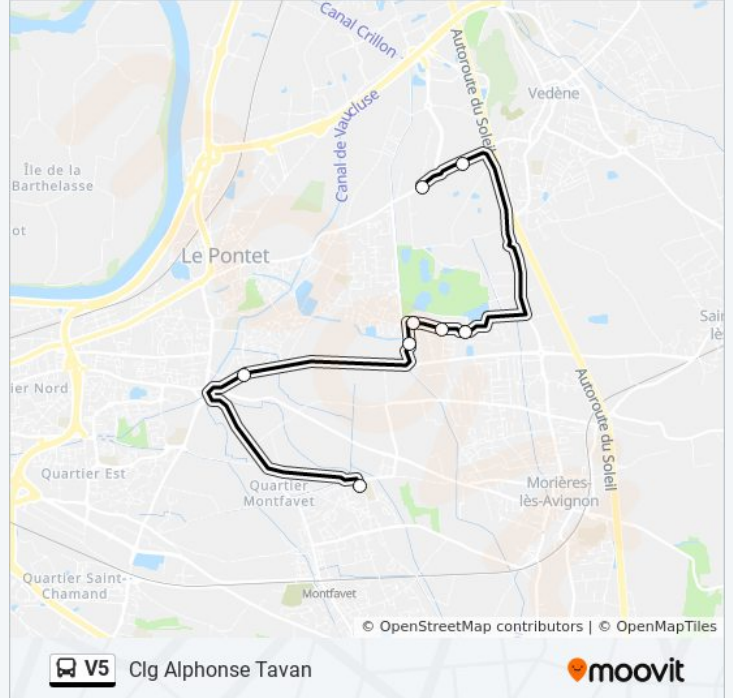 Canal Crillon
Autoroute du Soleil
Vedène
Canal de Vaucluse
Île de la
Barthelasse
ot
Le Pontet
Sai
lè
ier Nord
Autoroute du Soleil
Quartier Est
Quartier
Montfavet
Morières-
lès-Avignon
Quartier Saint-
Chamand
Montfavet
© OpenStreetMap contributors | © OpenMapTiles
V5 Clg Alphonse Tavan
moovit